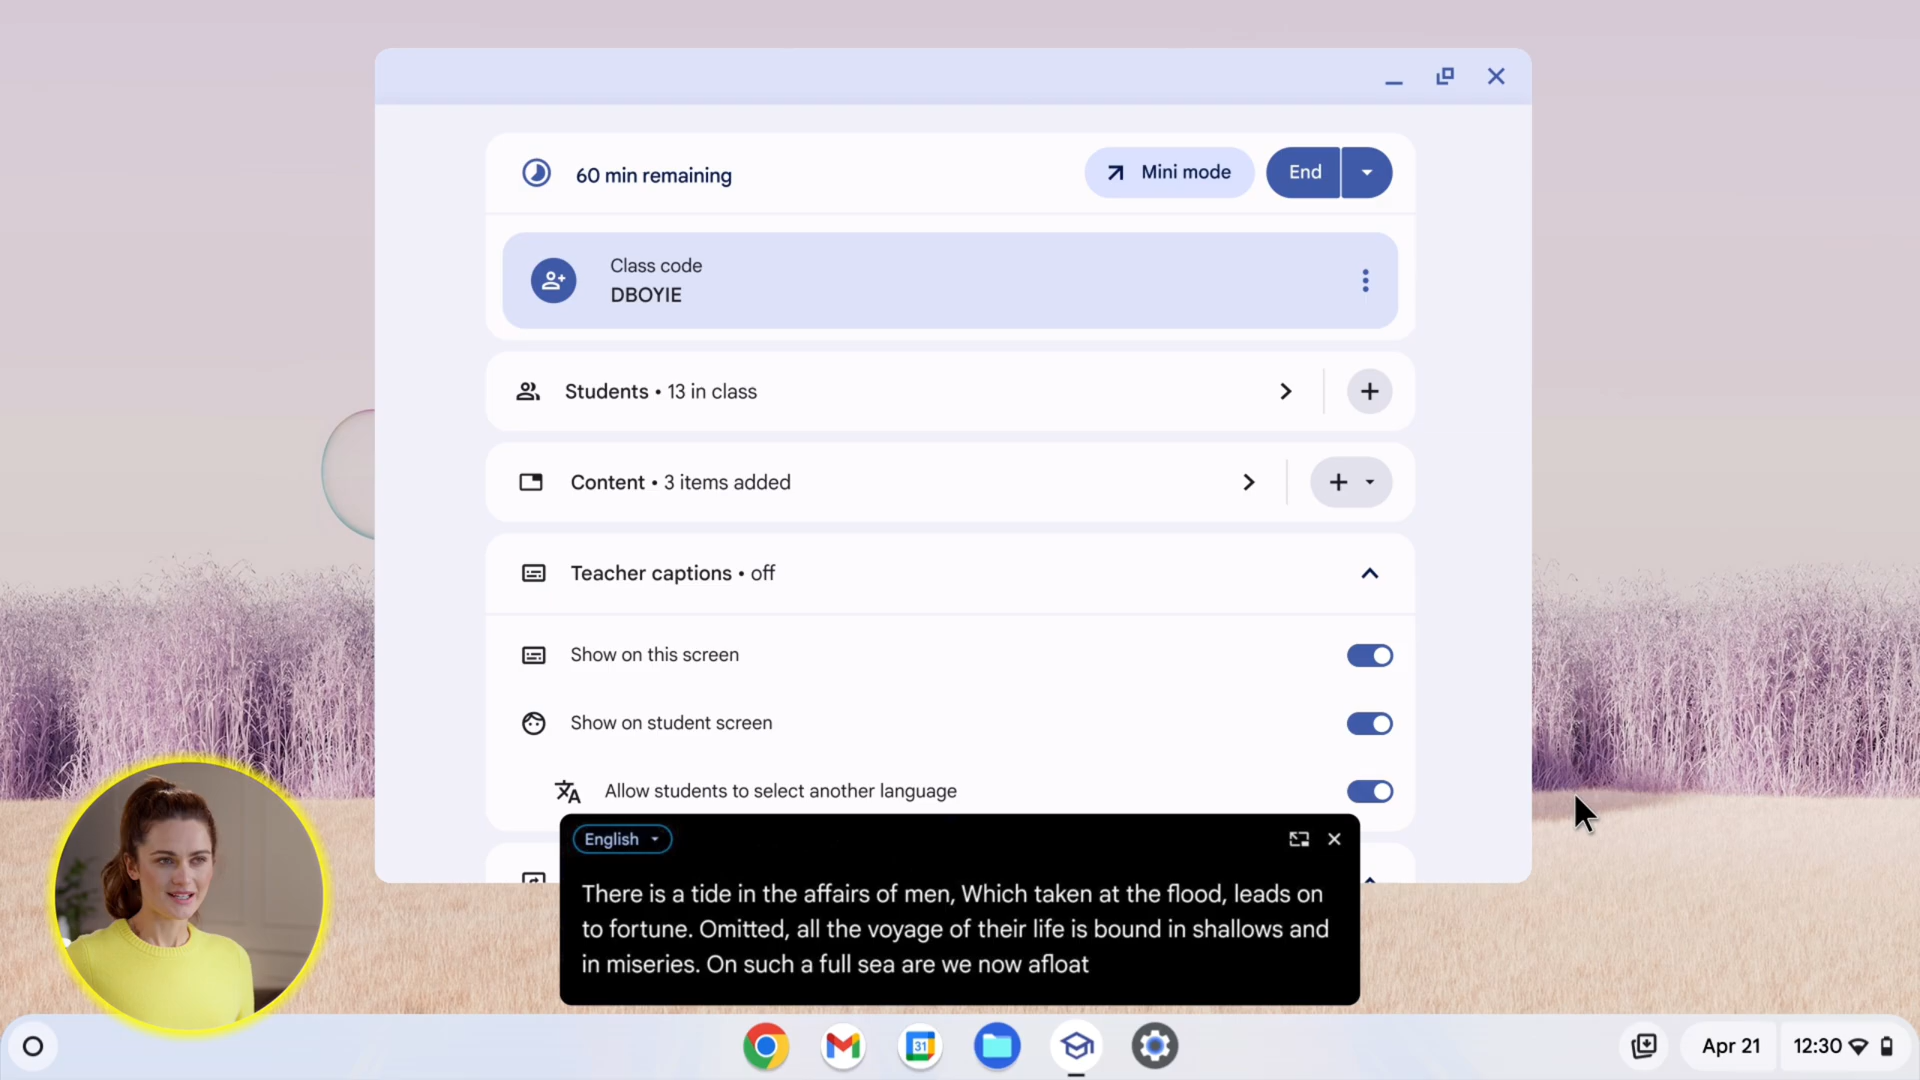 60 min remaining
Mini mode
End
Class code
DBOYIE
Students • 13 in class
Content • 3 items added
Teacher captions • off
Show on this screen
Show on student screen
Allow students to select another language
English
There is a tide in the affairs of men, Which taken at the flood, leads on
to fortune. Omitted, all the voyage of their life is bound in shallows and
in miseries. On such a full sea are we now afloat
31
Apr 21
12:30